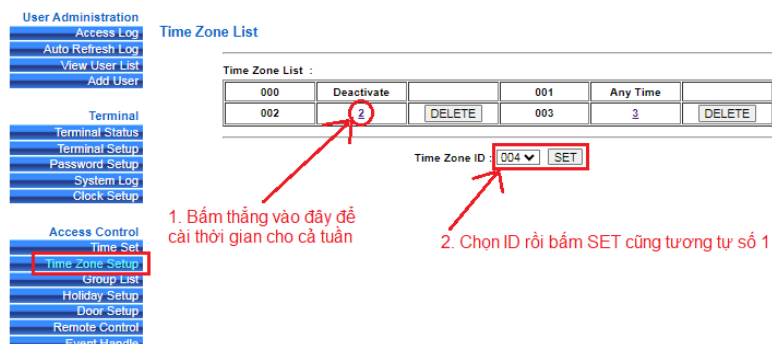 User Administration
Access Log
Auto Refresh Log
View User List
Add User
Terminal
Terminal Status
Terminal Setup
Password Setup
System Log
Clock Setup
Access Control
Time Set
Time Zone Setup
Group List
Holiday Setup
Door Setup
Remote Control
Event Handle
Time Zone List
Time Zone List :
000 Deactivate 001 Any Time
002 2 DELETE 003 3 DELETE
Time Zone ID : 004 SET
1. Bấm thẳng vào đây để
cài thời gian cho cả tuần
2. Chọn ID rồi bấm SET cũng tương tự số 1